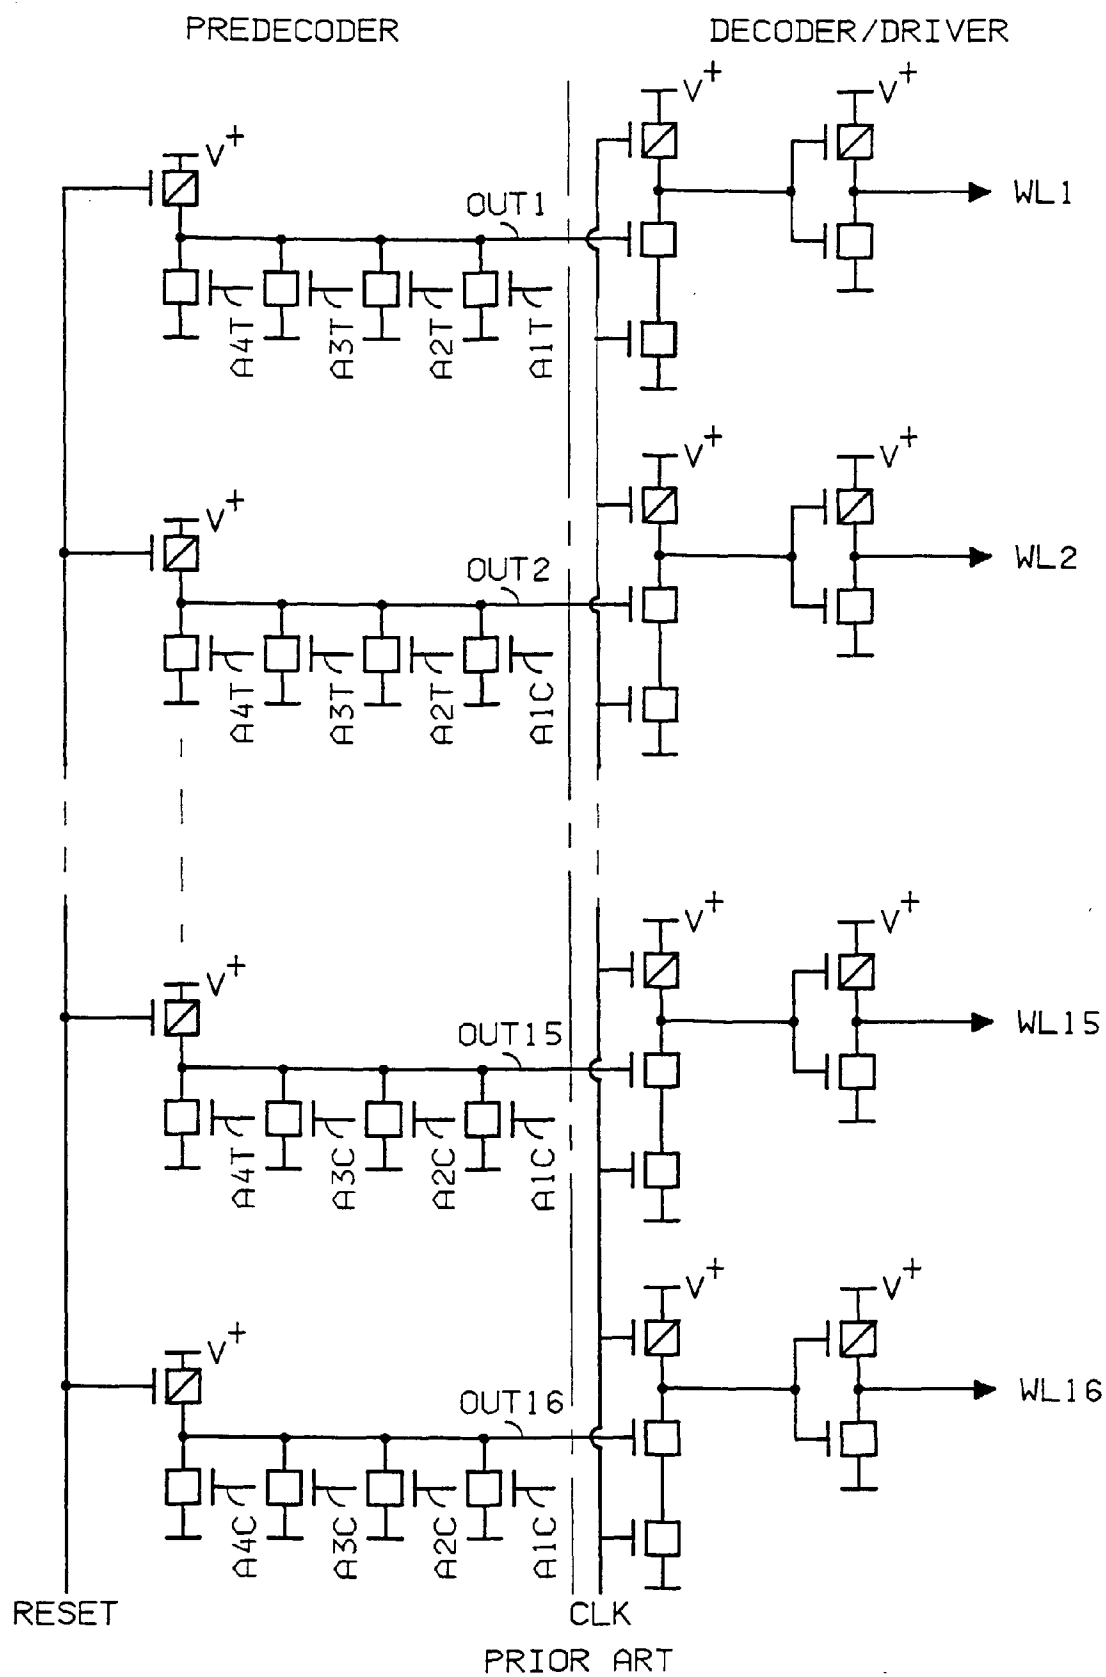 PREDECODER DECODER/DRIVER
V+ V+
V+
WL1
OUT1
A4T A3T A2T A1T
V+ V+
V+
WL2
OUT2
A4T A3T A2T A1C
V+ V+
V+
WL15
OUT15
A4T A3C A2C A1C
V+ V+
V+
WL16
OUT16
A4C A3C A2C A1C
RESET CLK
PRIOR ART